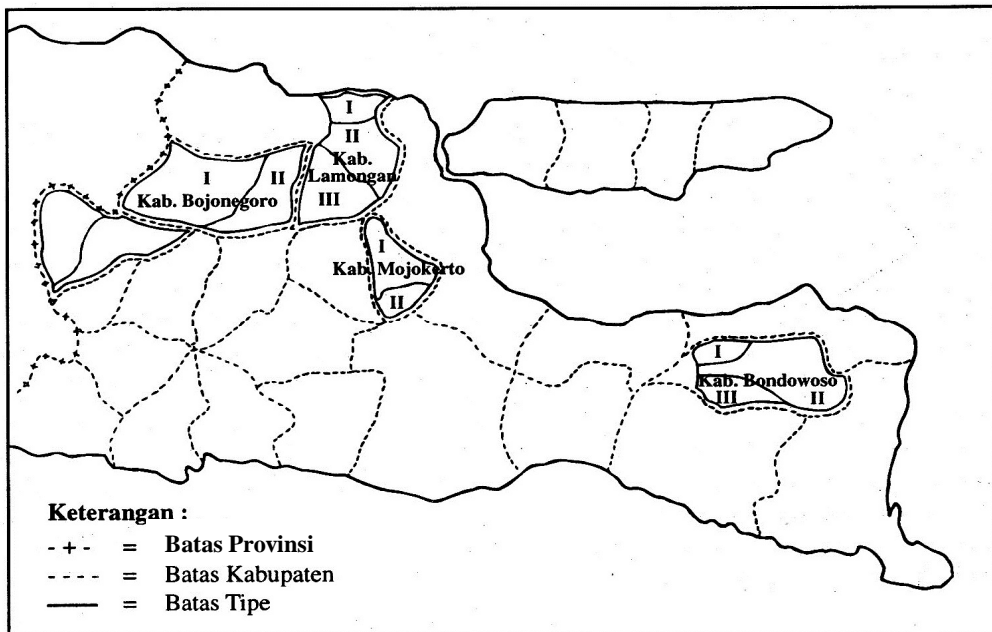 I
II
Kab.
Lamongan
III
I
II
Kab. Bojonegoro
I
Kab. Mojokerto
II
I
Kab. Bondowoso
III
II
Keterangan :
- + - = Batas Provinsi
- - - - = Batas Kabupaten
—— = Batas Tipe